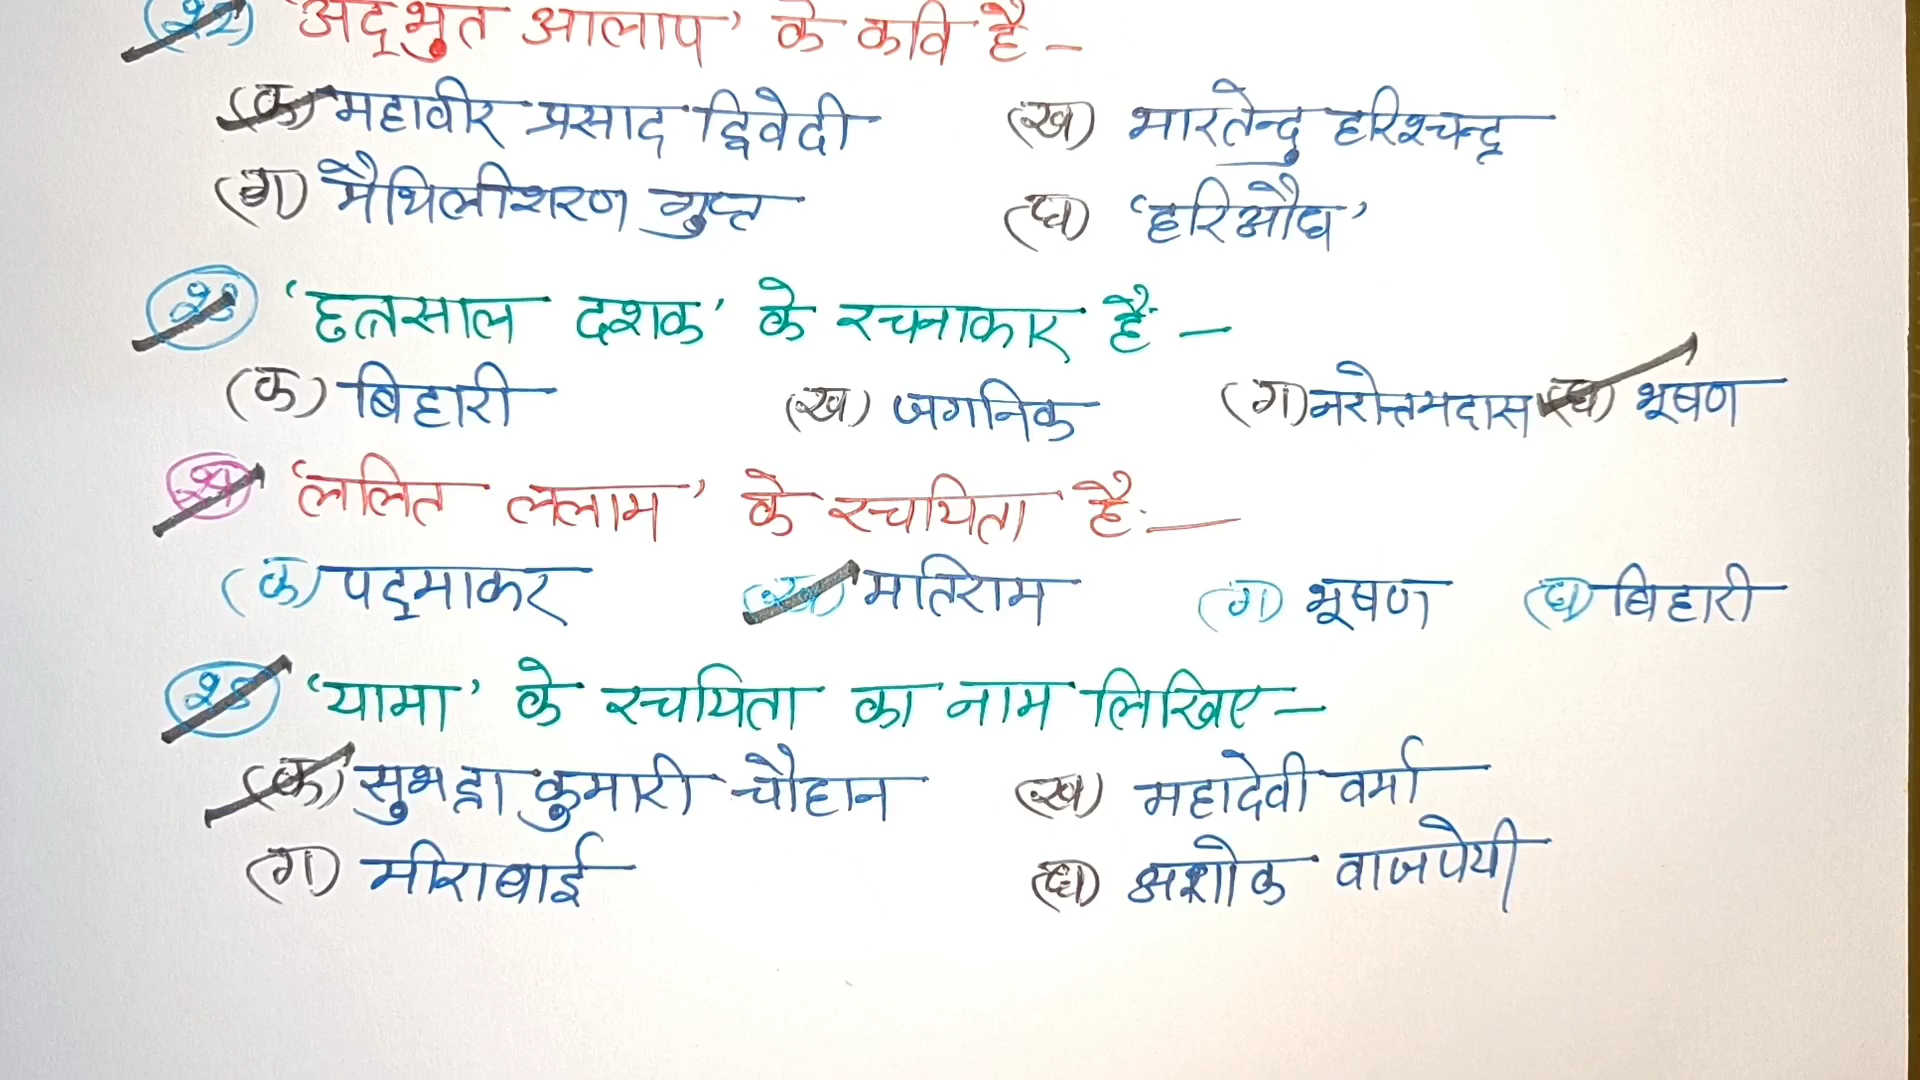 (२२) 'अद्भुत आलाप' के कवि है -
(क) महावीर प्रसाद द्विवेदी (ख) भारतेन्दु हरिश्चन्द्र
(ग) मैथिलीशरण गुप्त (घ) 'हरिऔध'
'छत्रसाल दशक' के रचनाकार हैं -
(क) बिहारी (ख) जगनिक (ग) नरोत्तमदास (घ) भूषण
'ललित ललाम' के रचयिता है -
(क) पद्माकर (ख) मतिराम (ग) भूषण (घ) बिहारी
'यामा' के रचयिता का नाम लिखिए -
(क) सुभद्रा कुमारी चौहान (ख) महादेवी वर्मा
(ग) मीराबाई (घ) अशोक वाजपेयी